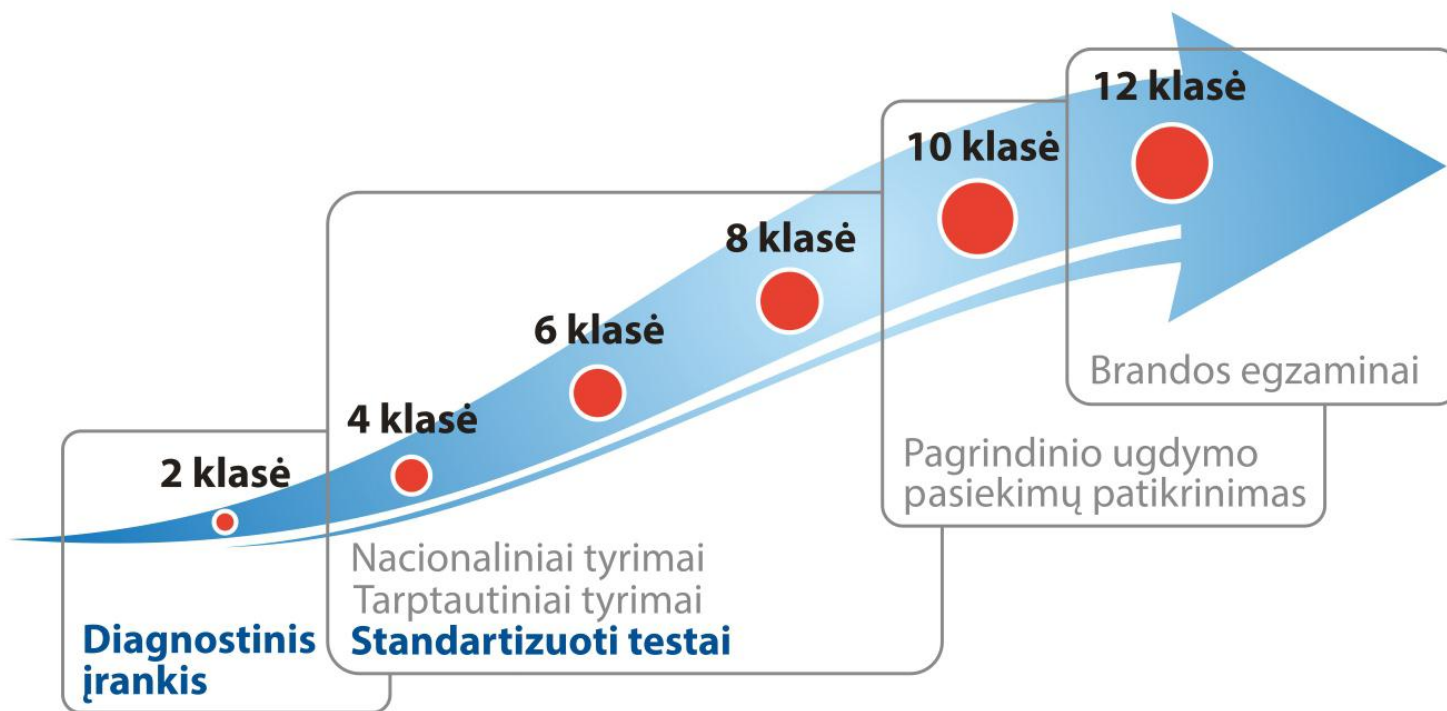 2 klasė
Diagnostinis
įrankis
4 klasė
6 klasė
8 klasė
Nacionaliniai tyrimai
Tarptautiniai tyrimai
Standartizuoti testai
10 klasė
Pagrindinio ugdymo
pasiekimų patikrinimas
12 klasė
Brandos egzaminai